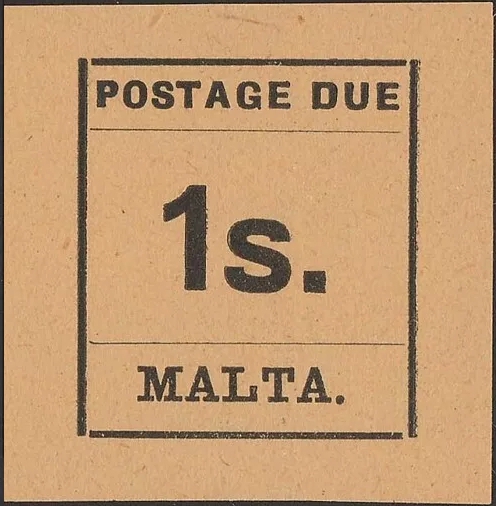 POSTAGE DUE
1s.
MALTA.